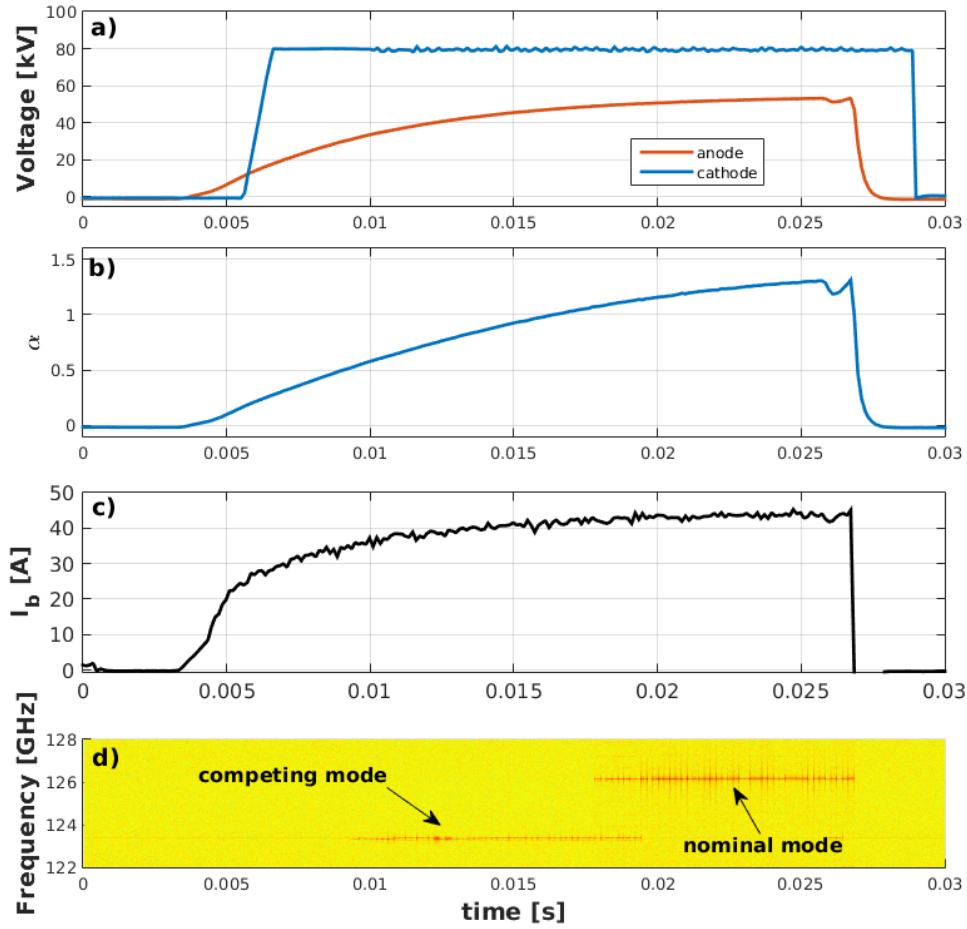 a)
Voltage [kV]
100
80
60
40
20
0
anode
cathode
0 0.005 0.01 0.015 0.02 0.025 0.03
b)
α
1.5
1
0.5
0
0 0.005 0.01 0.015 0.02 0.025 0.03
c)
I_b [A]
50
40
30
20
10
0
0 0.005 0.01 0.015 0.02 0.025 0.03
d)
Frequency [GHz]
128
126
124
122
competing mode
nominal mode
0 0.005 0.01 0.015 0.02 0.025 0.03
time [s]